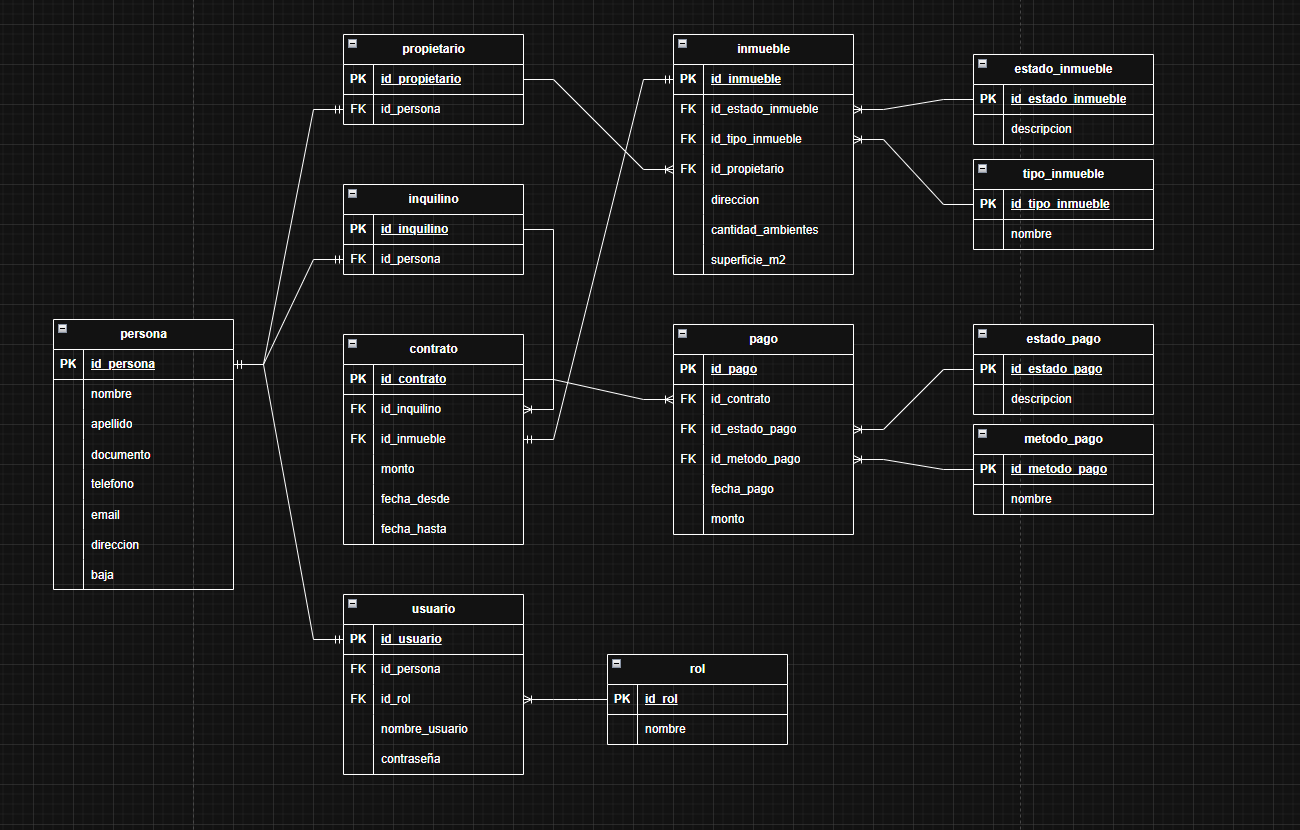 propietario
PK id_propietario
FK id_persona
inquilino
PK id_inquilino
FK id_persona
persona
PK id_persona
nombre
apellido
documento
telefono
email
direccion
baja
contrato
PK id_contrato
FK id_inquilino
FK id_inmueble
monto
fecha_desde
fecha_hasta
usuario
PK id_usuario
FK id_persona
FK id_rol
nombre_usuario
contraseña
rol
PK id_rol
nombre
inmueble
PK id_inmueble
FK id_estado_inmueble
FK id_tipo_inmueble
FK id_propietario
direccion
cantidad_ambientes
superficie_m2
estado_inmueble
PK id_estado_inmueble
descripcion
tipo_inmueble
PK id_tipo_inmueble
nombre
pago
PK id_pago
FK id_contrato
FK id_estado_pago
FK id_metodo_pago
fecha_pago
monto
estado_pago
PK id_estado_pago
descripcion
metodo_pago
PK id_metodo_pago
nombre